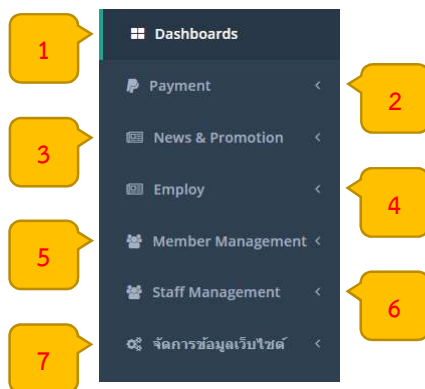 1 Dashboards
Payment 2
3 News & Promotion
Employ 4
5 Member Management
Staff Management 6
7 จัดการข้อมูลเว็บไซต์